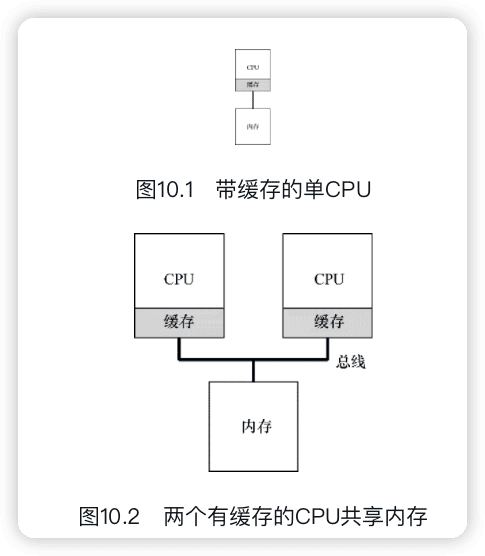 CPU
缓存
内存
图10.1 带缓存的单CPU
CPU CPU
缓存 缓存
总线
内存
图10.2 两个有缓存的CPU共享内存